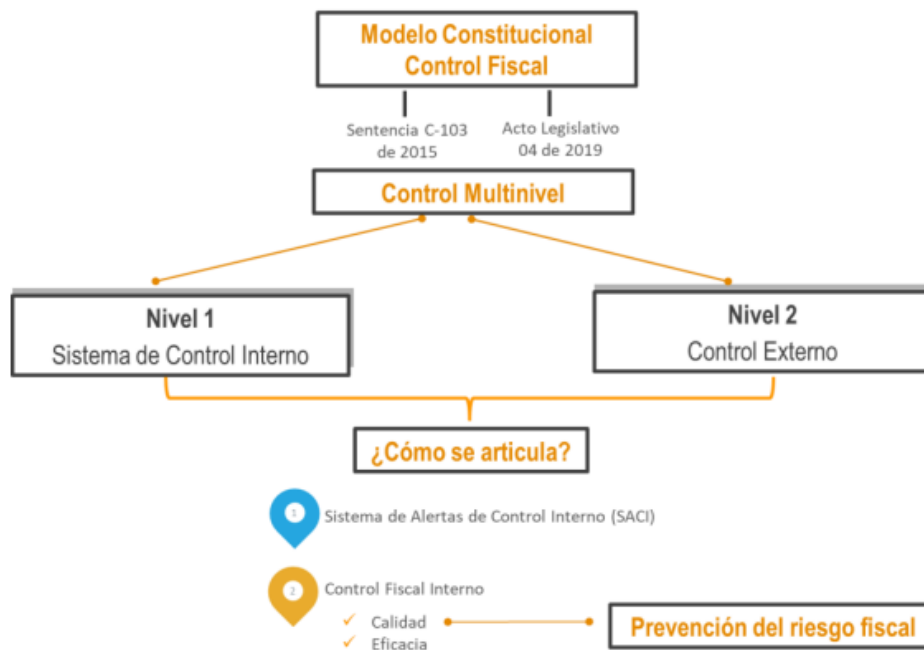 Modelo Constitucional
Control Fiscal
Sentencia C-103
de 2015
Acto Legislativo
04 de 2019
Control Multinivel
Nivel 1
Sistema de Control Interno
Nivel 2
Control Externo
¿Cómo se articula?
1
Sistema de Alertas de Control Interno (SACI)
2
Control Fiscal Interno
✓ Calidad
✓ Eficacia
Prevención del riesgo fiscal